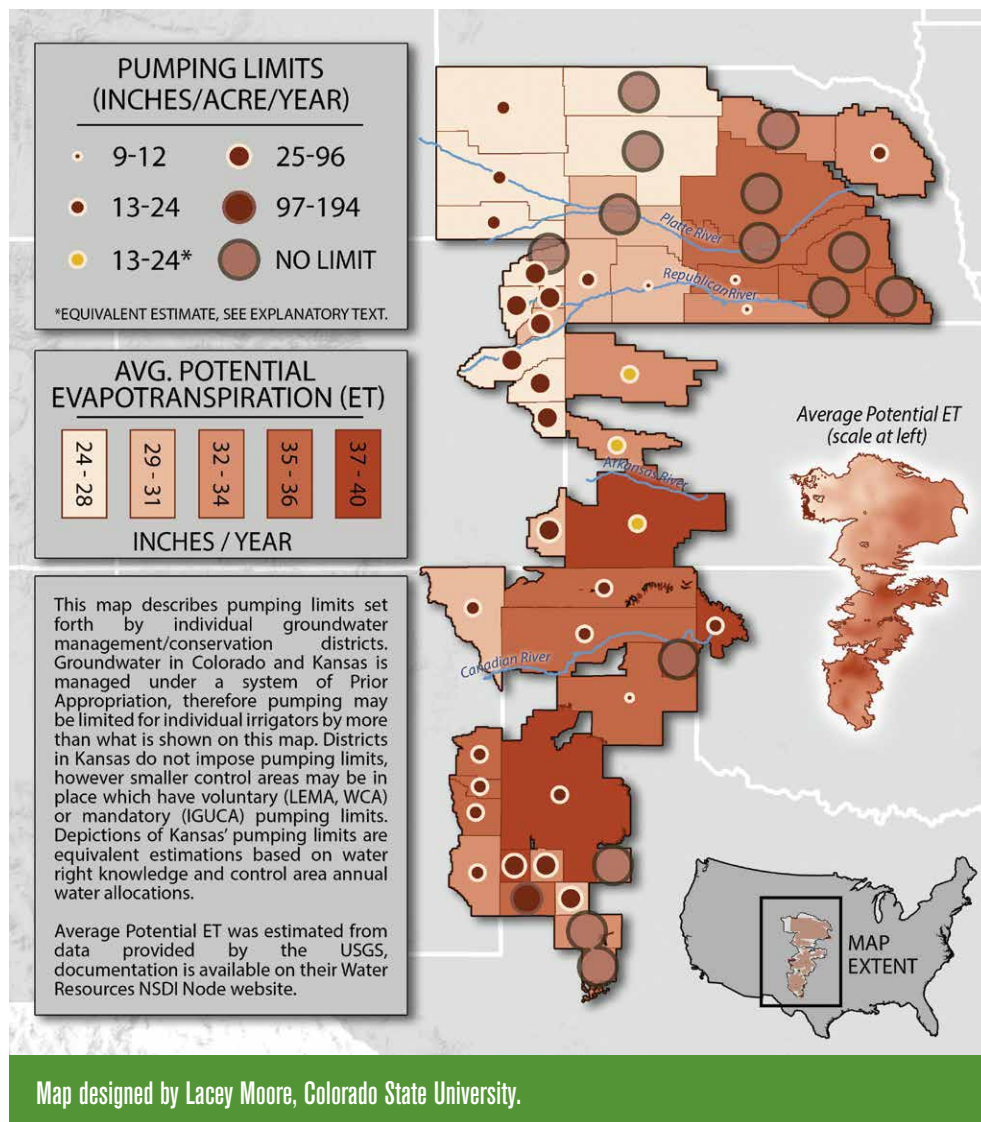 PUMPING LIMITS
(INCHES/ACRE/YEAR)
9-12
25-96
13-24
97-194
13-24*
NO LIMIT
*EQUIVALENT ESTIMATE, SEE EXPLANATORY TEXT.
AVG. POTENTIAL
EVAPOTRANSPIRATION (ET)
24 - 28
29 - 31
32 - 34
35 - 36
37 - 40
INCHES / YEAR
This map describes pumping limits set
forth by individual groundwater
management/conservation districts.
Groundwater in Colorado and Kansas is
managed under a system of Prior
Appropriation, therefore pumping may
be limited for individual irrigators by more
than what is shown on this map. Districts
in Kansas do not impose pumping limits,
however smaller control areas may be in
place which have voluntary (LEMA, WCA)
or mandatory (IGUCA) pumping limits.
Depictions of Kansas' pumping limits are
equivalent estimations based on water
right knowledge and control area annual
water allocations.
Average Potential ET was estimated from
data provided by the USGS,
documentation is available on their Water
Resources NSDI Node website.
Platte River
Republican River
Arkansas River
Canadian River
Average Potential ET
(scale at left)
MAP
EXTENT
Map designed by Lacey Moore, Colorado State University.